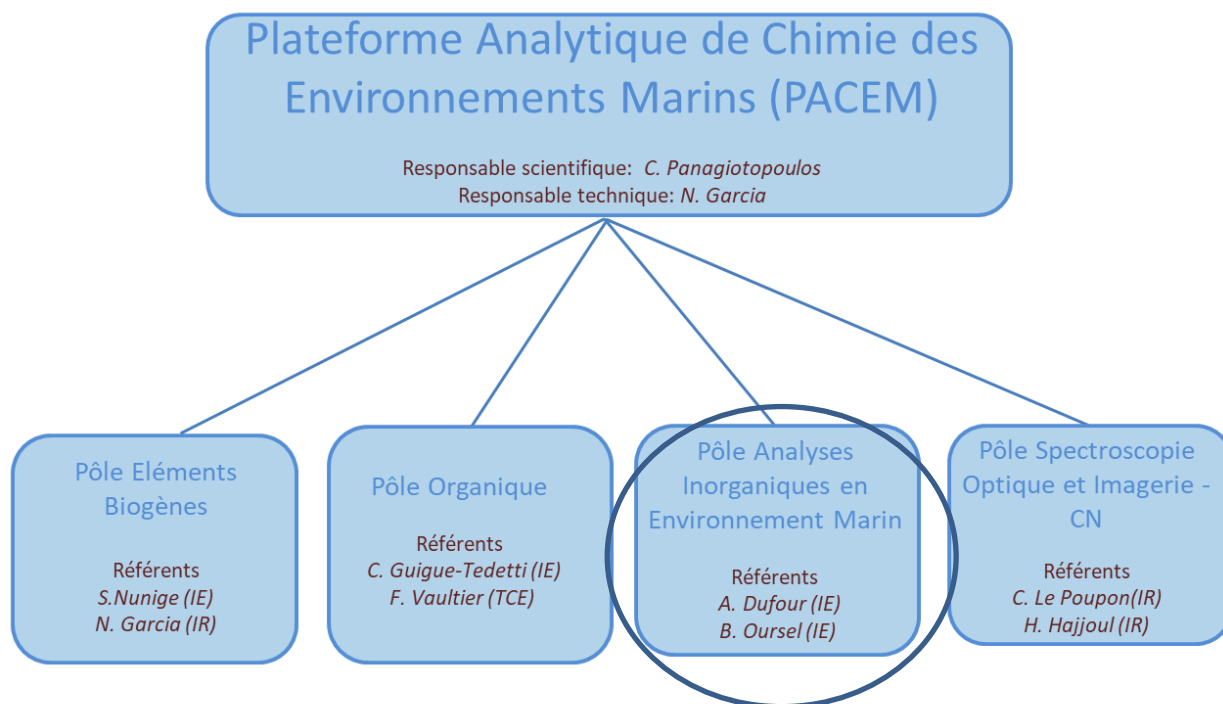 Plateforme Analytique de Chimie des
Environnements Marins (PACEM)
Responsable scientifique: C. Panagiotopoulos
Responsable technique: N. Garcia
Pôle Eléments
Biogènes
Référents
S.Nunige (IE)
N. Garcia (IR)
Pôle Organique
Référents
C. Guigue-Tedetti (IE)
F. Vaultier (TCE)
Pôle Analyses
Inorganiques en
Environnement Marin
Référents
A. Dufour (IE)
B. Oursel (IE)
Pôle Spectroscopie
Optique et Imagerie -
CN
Référents
C. Le Poupon(IR)
H. Hajjoul (IR)